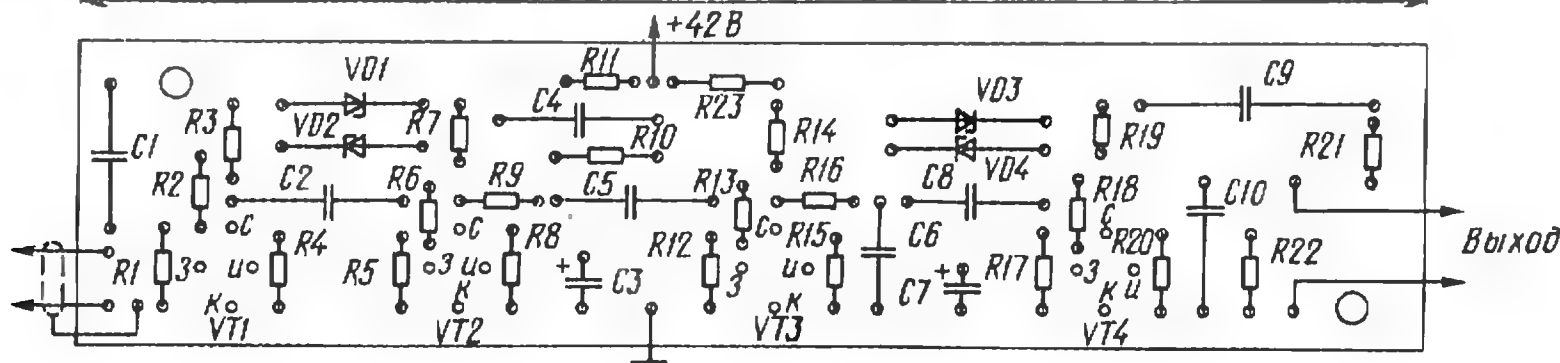 +42В
R11
VD1
C9
VD3
C4
R23
R3
VD2
R7
R14
R19
R10
C1
R21
VD4
R16
R2
C2
R6
R9
C5
R13
C8
R18
C10
С
С
С
С
R1
R4
R5
R8
R12
R15
C6
R17
R20
R22
Выход
З
и
З
и
З
и
З
и
C3
C7
К
К
К
К
VT1
VT2
VT3
VT4